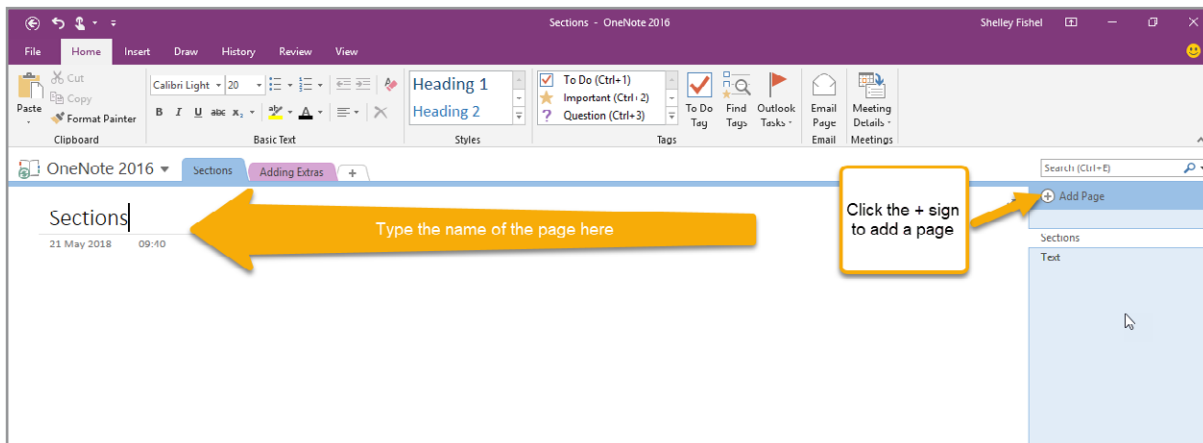 Sections - OneNote 2016
Shelley Fishel
File Home Insert Draw History Review View
Paste
Cut
Copy
Format Painter
Clipboard
Calibri Light 20
B I U abc x₂ aby A
Basic Text
Heading 1
Heading 2
Styles
To Do (Ctrl+1)
Important (Ctrl+2)
Question (Ctrl+3)
To Do
Tag
Find
Tags
Outlook
Tasks
Tags
Email
Page
Email
Meeting
Details
Meetings
OneNote 2016 Sections Adding Extras +
Search (Ctrl+E)
Sections
21 May 2018 09:40
Type the name of the page here
Click the + sign
to add a page
Add Page
Sections
Text